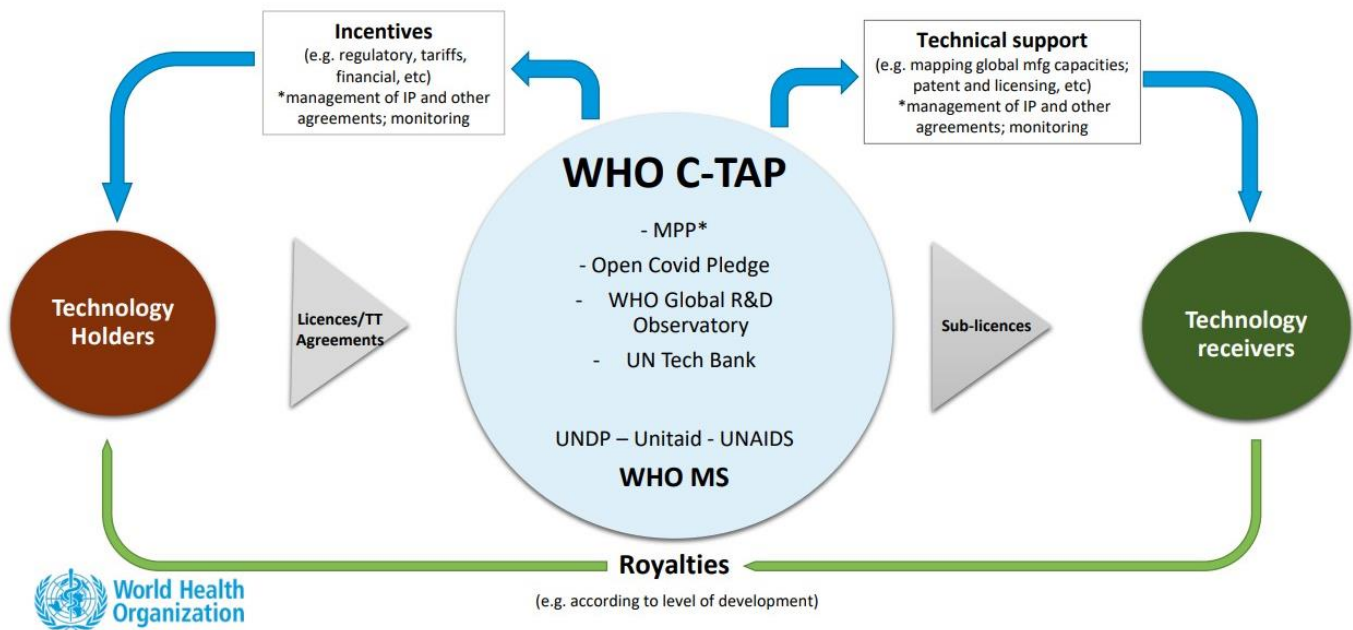 Incentives
(e.g. regulatory, tariffs,
financial, etc)
*management of IP and other
agreements; monitoring
Technical support
(e.g. mapping global mfg capacities;
patent and licensing, etc)
*management of IP and other
agreements; monitoring
WHO C-TAP
- MPP*
- Open Covid Pledge
- WHO Global R&D
Observatory
- UN Tech Bank
UNDP – Unitaid - UNAIDS
WHO MS
Technology
Holders
Licences/TT
Agreements
Sub-licences
Technology
receivers
Royalties
(e.g. according to level of development)
World Health
Organization